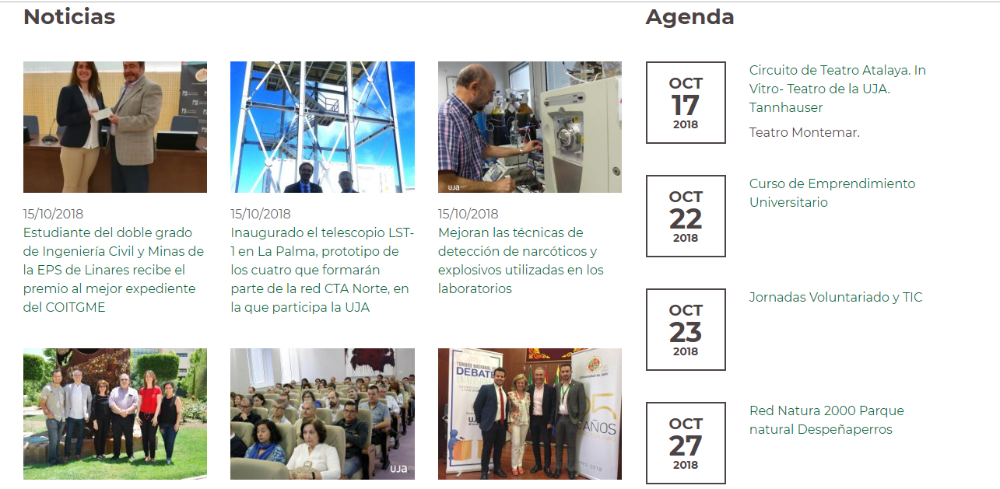 Noticias
15/10/2018
Estudiante del doble grado
de Ingeniería Civil y Minas de
la EPS de Linares recibe el
premio al mejor expediente
del COITGME
15/10/2018
Inaugurado el telescopio LST-
1 en La Palma, prototipo de
los cuatro que formarán
parte de la red CTA Norte, en
la que participa la UJA
uja
15/10/2018
Mejoran las técnicas de
detección de narcóticos y
explosivos utilizadas en los
laboratorios
uja
TORNEO NACIONAL DE
DEBATE
Universidad de Jaén
AÑOS
1993-2018
Agenda
OCT
17
2018
Circuito de Teatro Atalaya. In
Vitro- Teatro de la UJA.
Tannhauser
Teatro Montemar.
OCT
22
2018
Curso de Emprendimiento
Universitario
OCT
23
2018
Jornadas Voluntariado y TIC
OCT
27
2018
Red Natura 2000 Parque
natural Despeñaperros